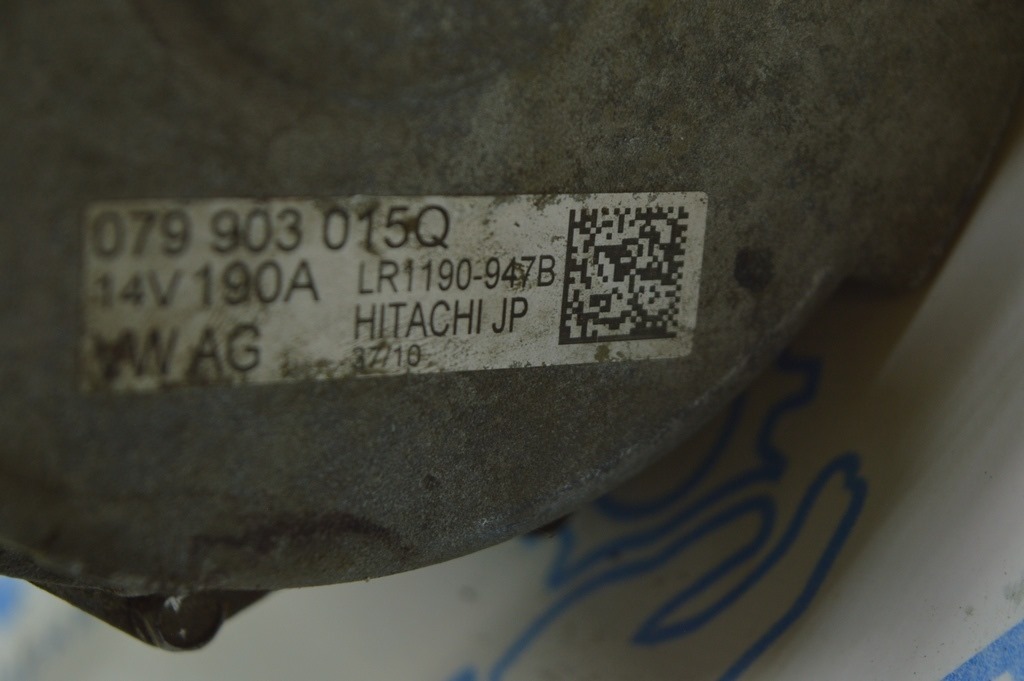 079 903 015Q
14V 190A LR1190-947B
VW AG HITACHI JP
37/10